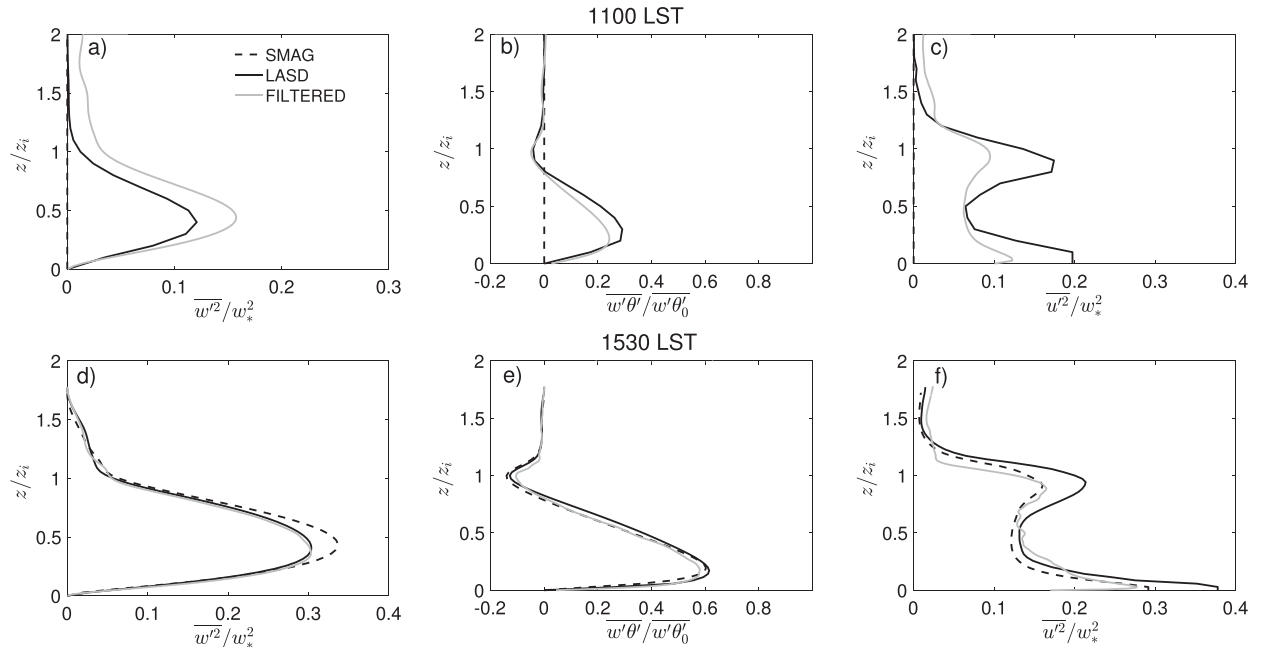 1100 LST
a)
SMAG
LASD
FILTERED
2
1.5
1
0.5
0
z/z_i
0 0.1 0.2 0.3
\overline{w'^2}/w_*^2
b)
2
1.5
1
0.5
0
z/z_i
-0.2 0 0.2 0.4 0.6 0.8
\overline{w'θ'}/\overline{w'θ'_0}
c)
2
1.5
1
0.5
0
z/z_i
0 0.1 0.2 0.3 0.4
\overline{u'^2}/w_*^2
1530 LST
d)
2
1.5
1
0.5
0
z/z_i
0 0.1 0.2 0.3 0.4
\overline{w'^2}/w_*^2
e)
2
1.5
1
0.5
0
z/z_i
-0.2 0 0.2 0.4 0.6 0.8
\overline{w'θ'}/\overline{w'θ'_0}
f)
2
1.5
1
0.5
0
z/z_i
0 0.1 0.2 0.3 0.4
\overline{u'^2}/w_*^2